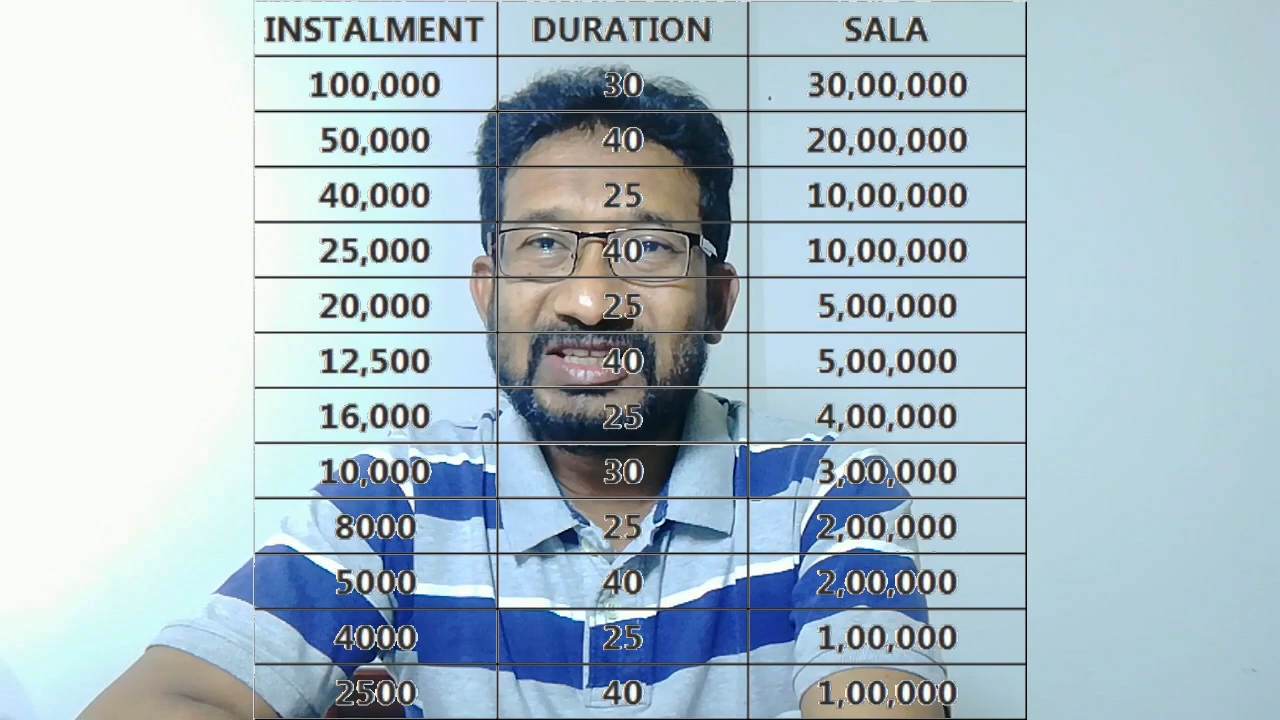 INSTALMENT DURATION SALA
100,000 30 30,00,000
50,000 40 20,00,000
40,000 25 10,00,000
25,000 40 10,00,000
20,000 25 5,00,000
12,500 40 5,00,000
16,000 25 4,00,000
10,000 30 3,00,000
8000 25 2,00,000
5000 40 2,00,000
4000 25 1,00,000
2500 40 1,00,000